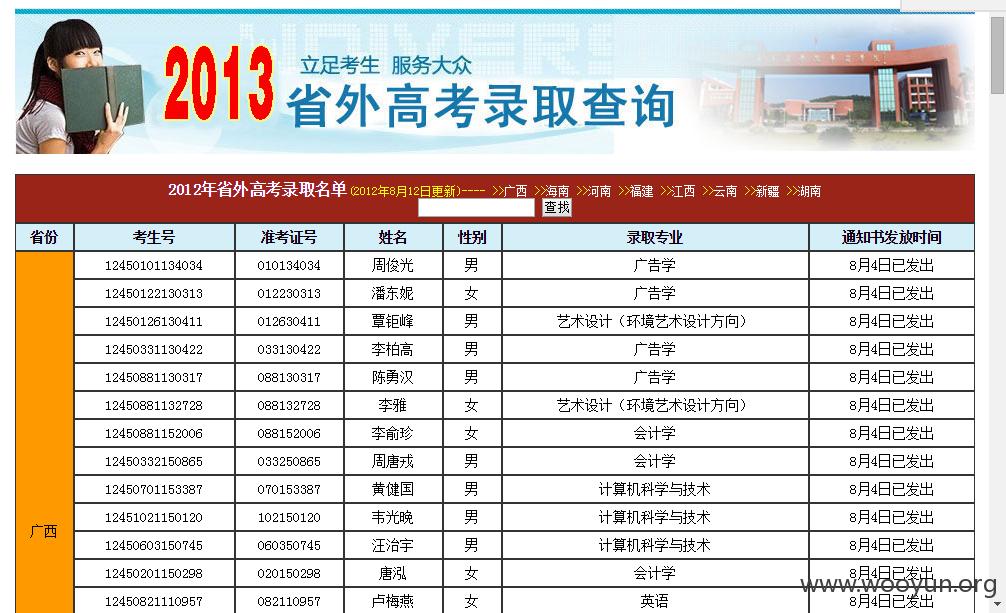 2013
立足考生 服务大众
省外高考录取查询
2012年省外高考录取名单(2012年8月12日更新)---- >>广西 >>海南 >>河南 >>福建 >>江西 >>云南 >>新疆 >>湖南
查找
省份 考生号 准考证号 姓名 性别 录取专业 通知书发放时间
12450101134034 010134034 周俊光 男 广告学 8月4日已发出
12450122130313 012230313 潘东妮 女 广告学 8月4日已发出
12450126130411 012630411 覃钜峰 男 艺术设计（环境艺术设计方向） 8月4日已发出
12450331130422 033130422 李柏高 男 广告学 8月4日已发出
12450881130317 088130317 陈勇汉 男 广告学 8月4日已发出
12450881132728 088132728 李雅 女 艺术设计（环境艺术设计方向） 8月4日已发出
12450881152006 088152006 李俞珍 女 会计学 8月4日已发出
12450332150865 033250865 周唐戎 男 会计学 8月4日已发出
12450701153387 070153387 黄健国 男 计算机科学与技术 8月4日已发出
12451021150120 102150120 韦光晚 男 计算机科学与技术 8月4日已发出
广西
12450603150745 060350745 汪治宇 男 计算机科学与技术 8月4日已发出
12450201150298 020150298 唐泓 女 会计学 8月4日已发出
12450821110957 082110957 卢梅燕 女 英语 8月4日已发出
www.wooyun.org